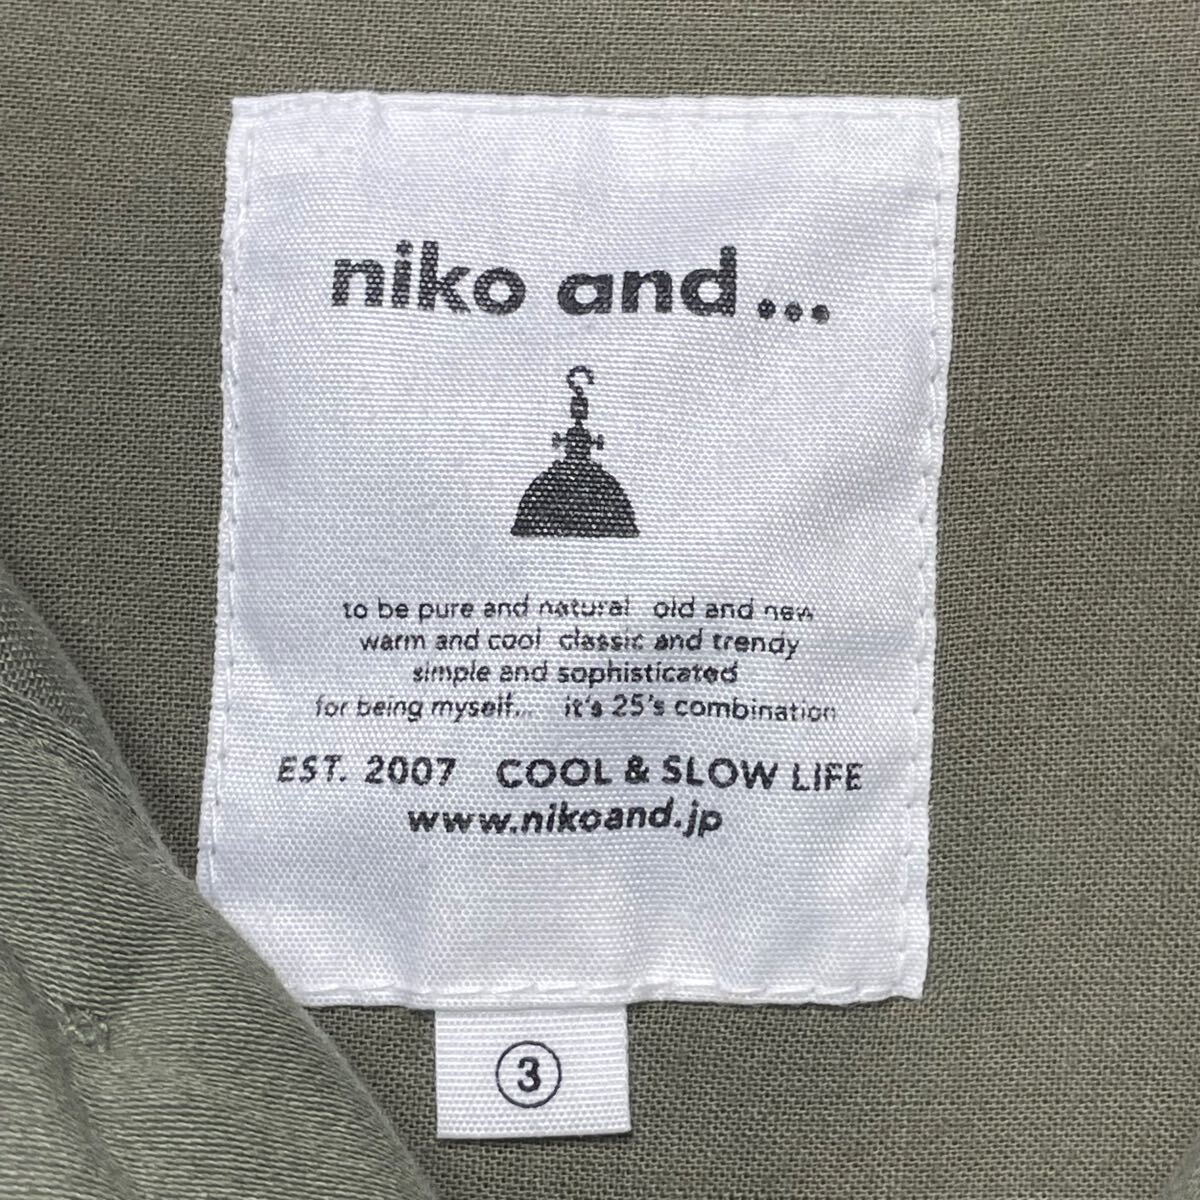 niko and...
to be pure and natural old and new
warm and cool classic and trendy
simple and sophisticated
for being myself... it's 25's combination
EST. 2007 COOL & SLOW LIFE
www.nikoand.jp
③